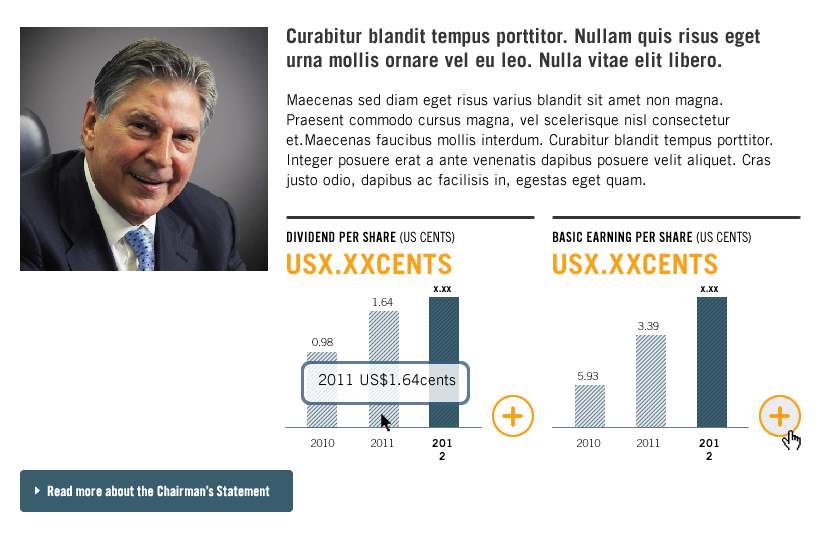 Curabitur blandit tempus porttitor. Nullam quis risus eget
urna mollis ornare vel eu leo. Nulla vitae elit libero.
Maecenas sed diam eget risus varius blandit sit amet non magna.
Praesent commodo cursus magna, vel scelerisque nisl consectetur
et.Maecenas faucibus mollis interdum. Curabitur blandit tempus porttitor.
Integer posuere erat a ante venenatis dapibus posuere velit aliquet. Cras
justo odio, dapibus ac facilisis in, egestas eget quam.
DIVIDEND PER SHARE (US CENTS)
USX.XXCENTS
x.xx
1.64
0.98
2011 US$1.64cents
2010
2011
201
2
BASIC EARNING PER SHARE (US CENTS)
USX.XXCENTS
x.xx
3.39
5.93
2010
2011
201
2
Read more about the Chairman's Statement